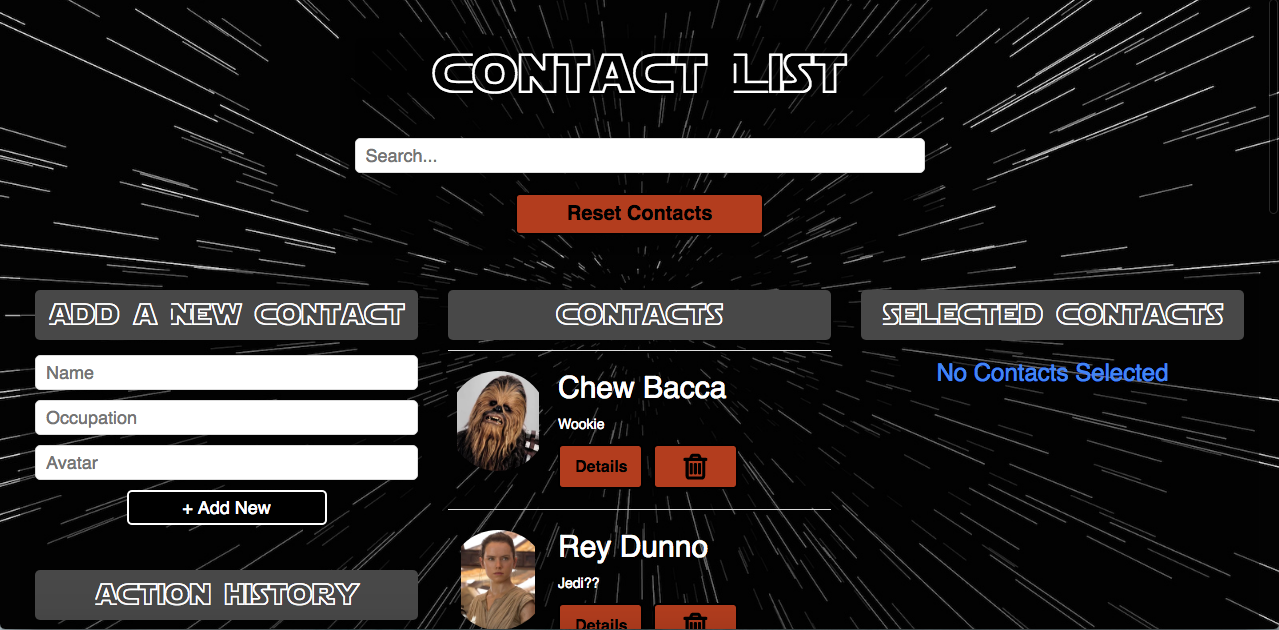 CONTACT LIST
Search...
Reset Contacts
ADD A NEW CONTACT
Name
Occupation
Avatar
+ Add New
ACTION HISTORY
CONTACTS
Chew Bacca
Wookie
Details
Rey Dunno
Jedi??
Details
SELECTED CONTACTS
No Contacts Selected